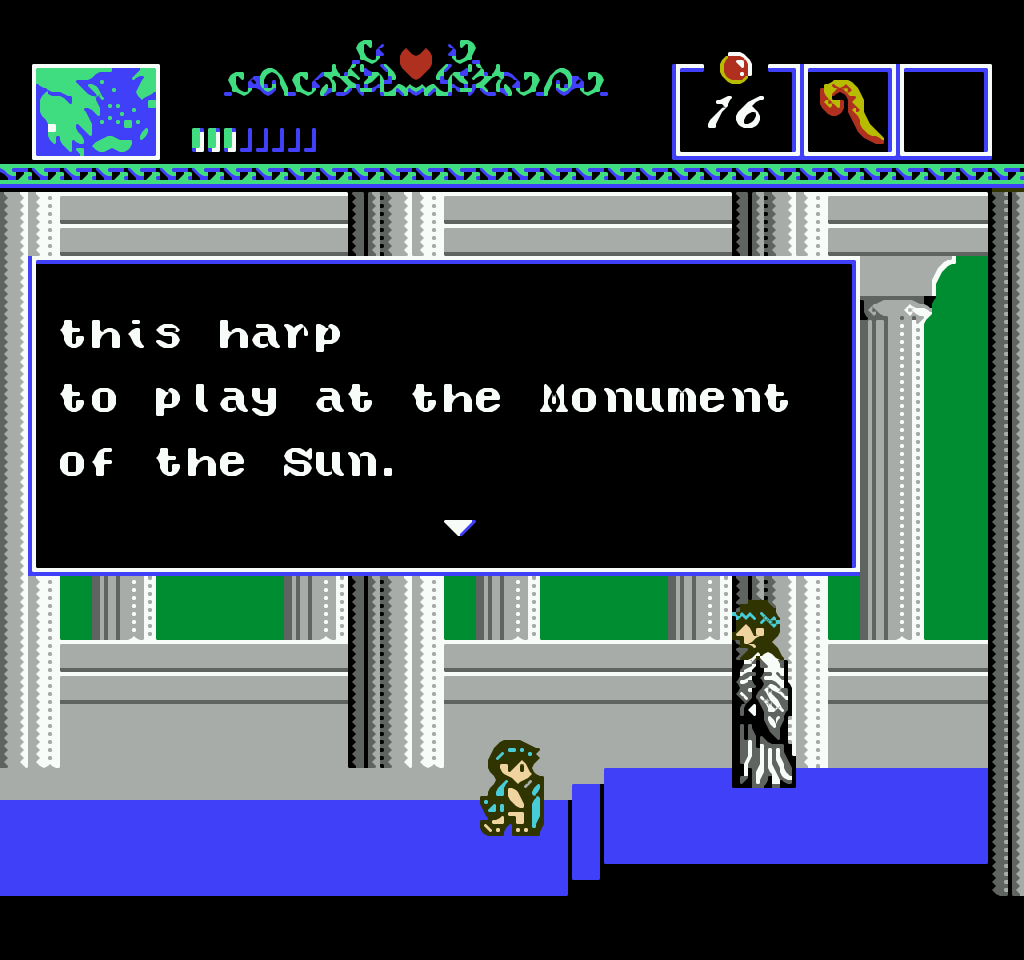 16
this harp
to play at the Monument
of the Sun.